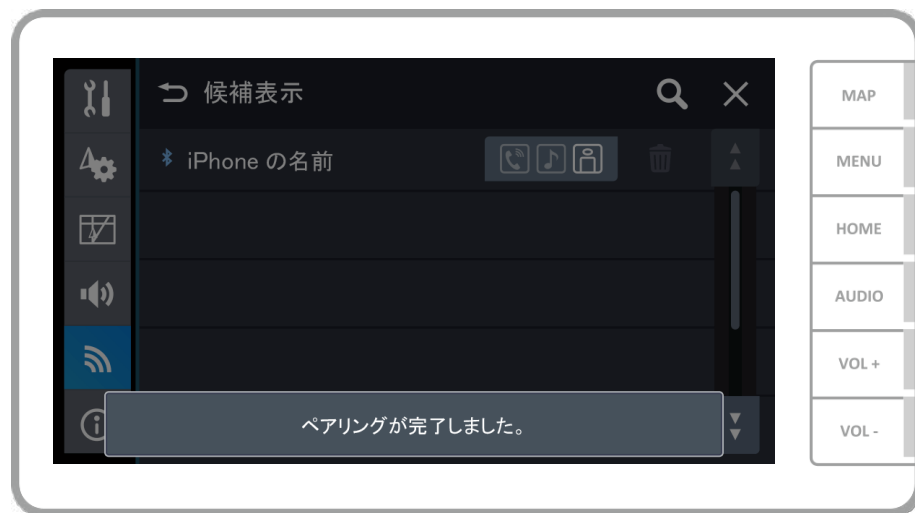 候補表示
iPhone の名前
ペアリングが完了しました。
MAP
MENU
HOME
AUDIO
VOL +
VOL -